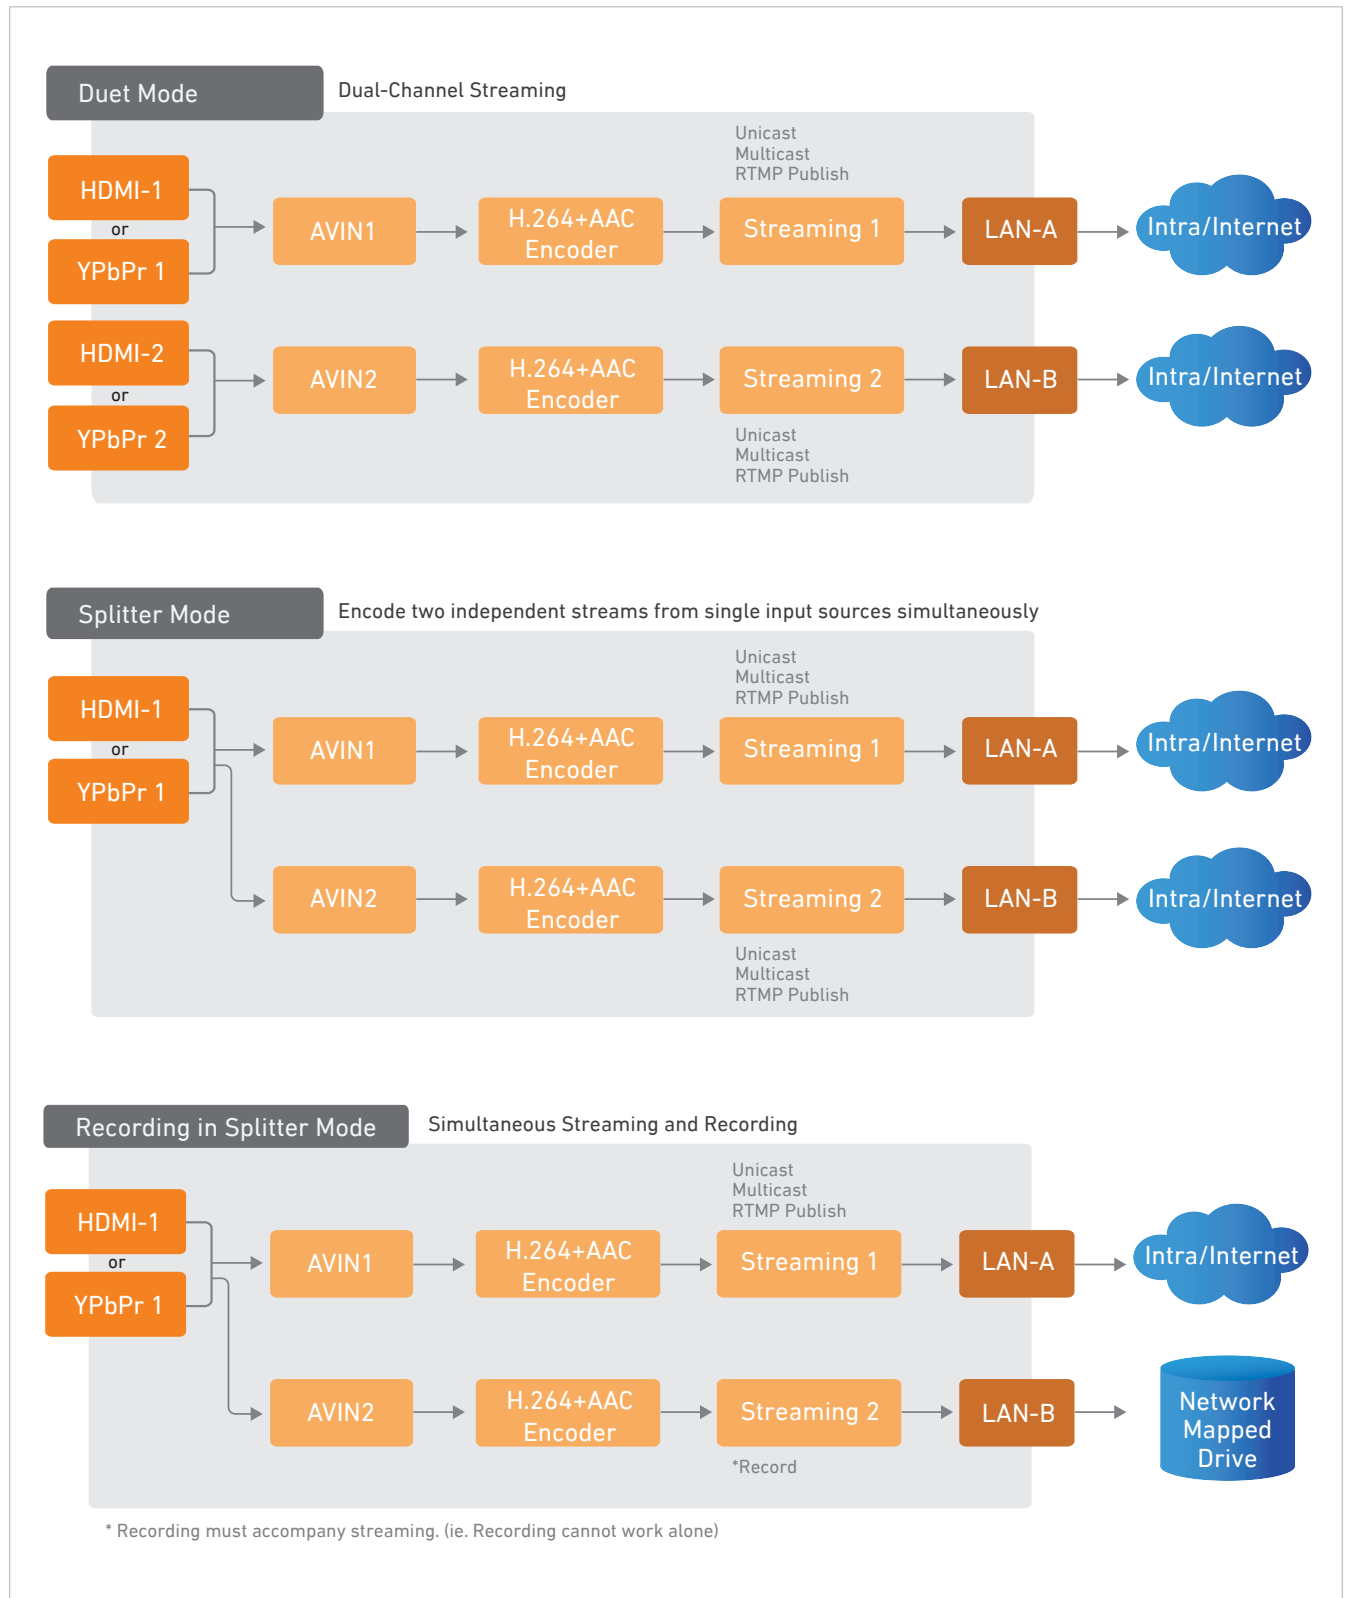 Duet Mode
Dual-Channel Streaming
Unicast
Multicast
RTMP Publish
HDMI-1
or
YPbPr 1
AVIN1
H.264+AAC
Encoder
Streaming 1
LAN-A
Intra/Internet
HDMI-2
or
YPbPr 2
AVIN2
H.264+AAC
Encoder
Streaming 2
LAN-B
Intra/Internet
Unicast
Multicast
RTMP Publish
Splitter Mode
Encode two independent streams from single input sources simultaneously
Unicast
Multicast
RTMP Publish
HDMI-1
or
YPbPr 1
AVIN1
H.264+AAC
Encoder
Streaming 1
LAN-A
Intra/Internet
AVIN2
H.264+AAC
Encoder
Streaming 2
LAN-B
Intra/Internet
Unicast
Multicast
RTMP Publish
Recording in Splitter Mode
Simultaneous Streaming and Recording
Unicast
Multicast
RTMP Publish
HDMI-1
or
YPbPr 1
AVIN1
H.264+AAC
Encoder
Streaming 1
LAN-A
Intra/Internet
AVIN2
H.264+AAC
Encoder
Streaming 2
LAN-B
Network
Mapped
Drive
*Record
* Recording must accompany streaming. (ie. Recording cannot work alone)